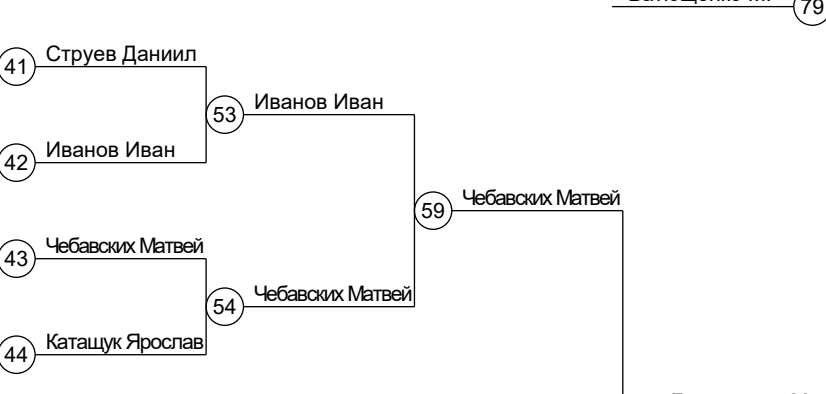 79
41 Струев Даниил
53 Иванов Иван
42 Иванов Иван
59 Чебавских Матвей
43 Чебавских Матвей
54 Чебавских Матвей
44 Катащук Ярослав